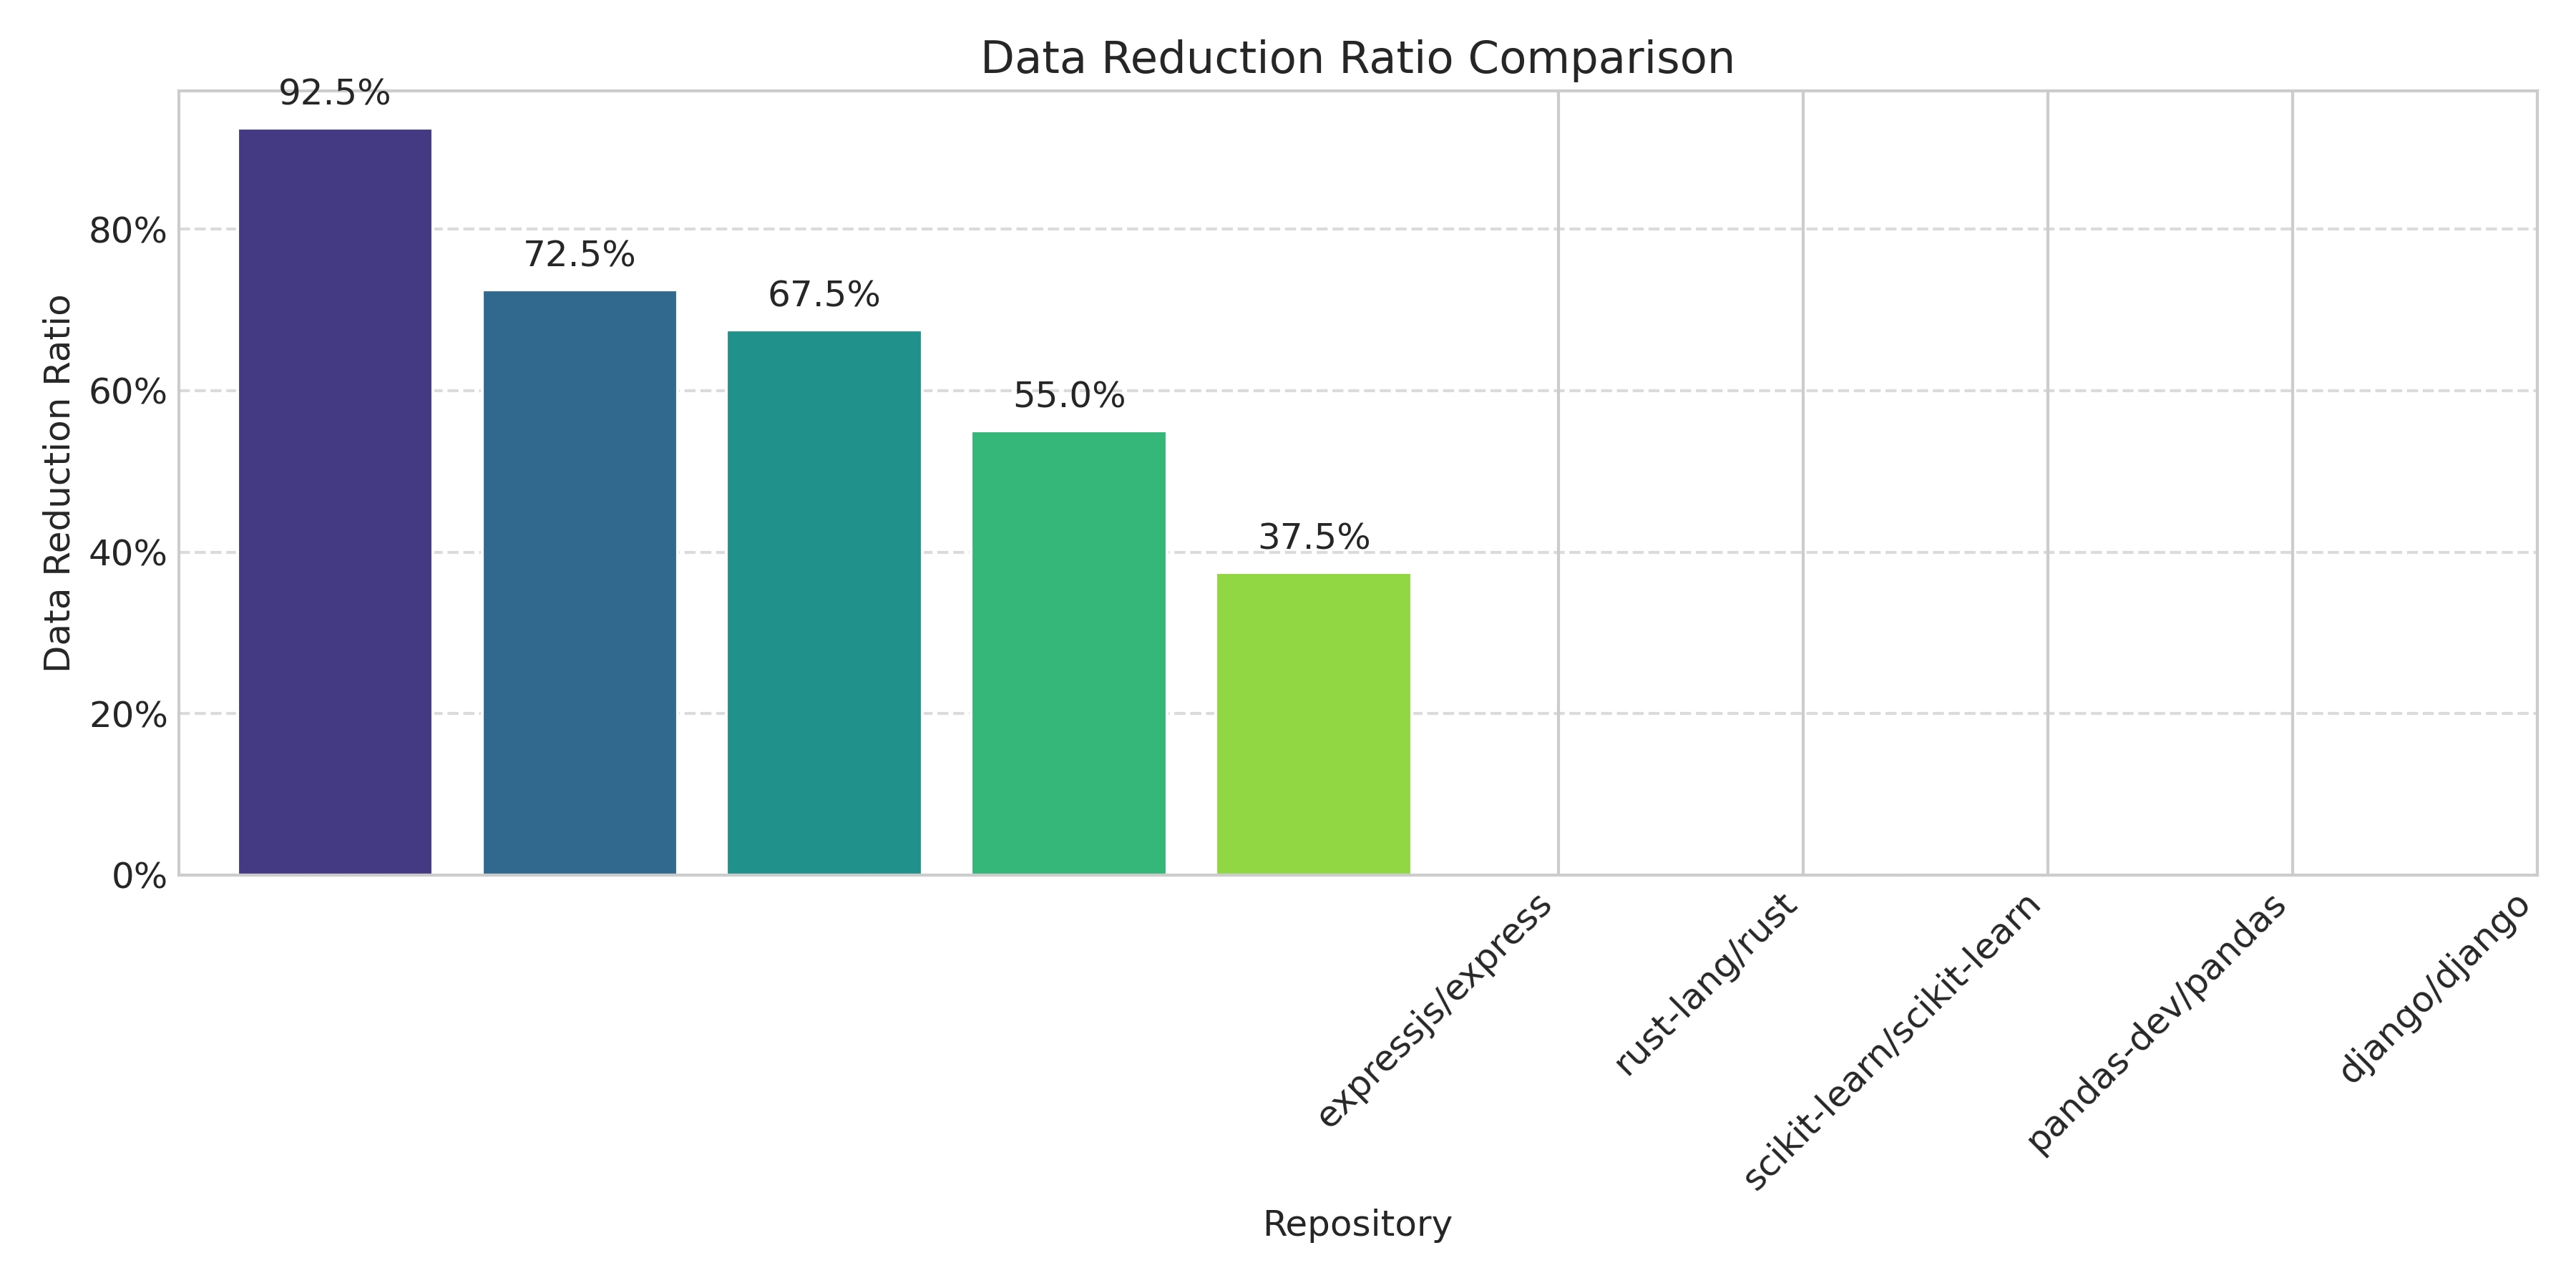 Data Reduction Ratio Comparison
92.5%
72.5%
67.5%
55.0%
37.5%
80%
60%
40%
20%
0%
Data Reduction Ratio
expressjs/express
rust-lang/rust
scikit-learn/scikit-learn
pandas-dev/pandas
django/django
Repository